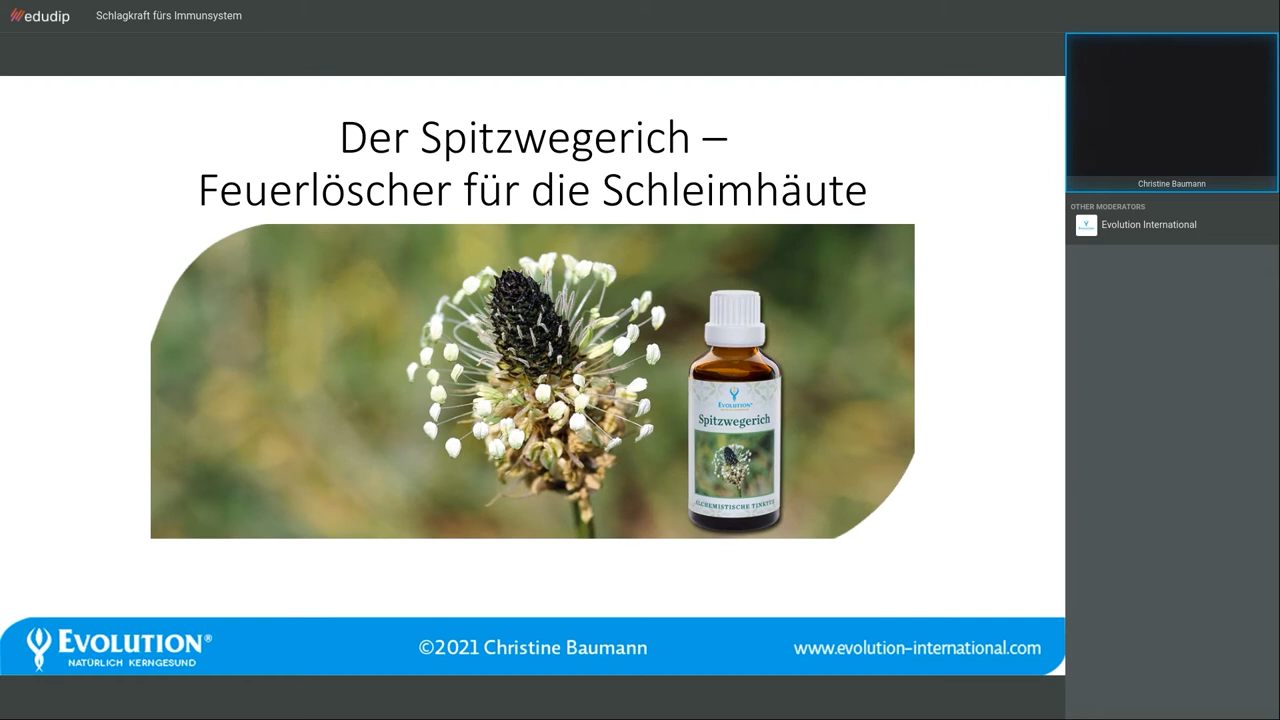 edudip
Schlagkraft fürs Immunsystem
Der Spitzwegerich –
Feuerlöscher für die Schleimhäute
Christine Baumann
OTHER MODERATORS
Evolution International
EVOLUTION
Spitzwegerich
ALCHEMISTISCHE TINKTUR
EVOLUTION®
NATÜRLICH KERNGESUND
©2021 Christine Baumann
www.evolution-international.com